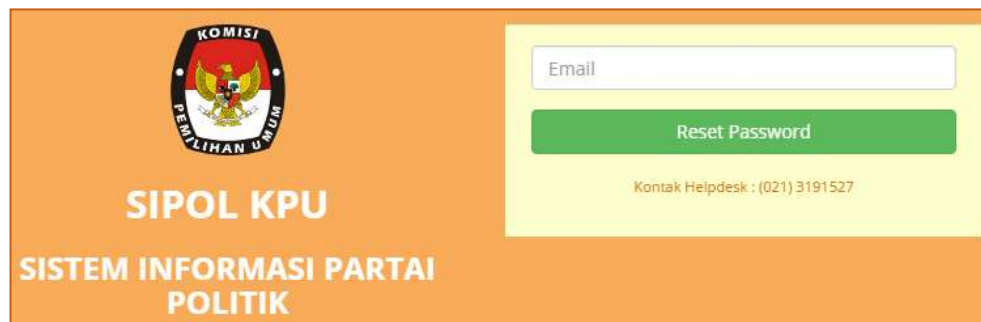 KOMISI
PEMILIHAN UMUM
SIPOL KPU
SISTEM INFORMASI PARTAI
POLITIK
Email
Reset Password
Kontak Helpdesk : (021) 3191527